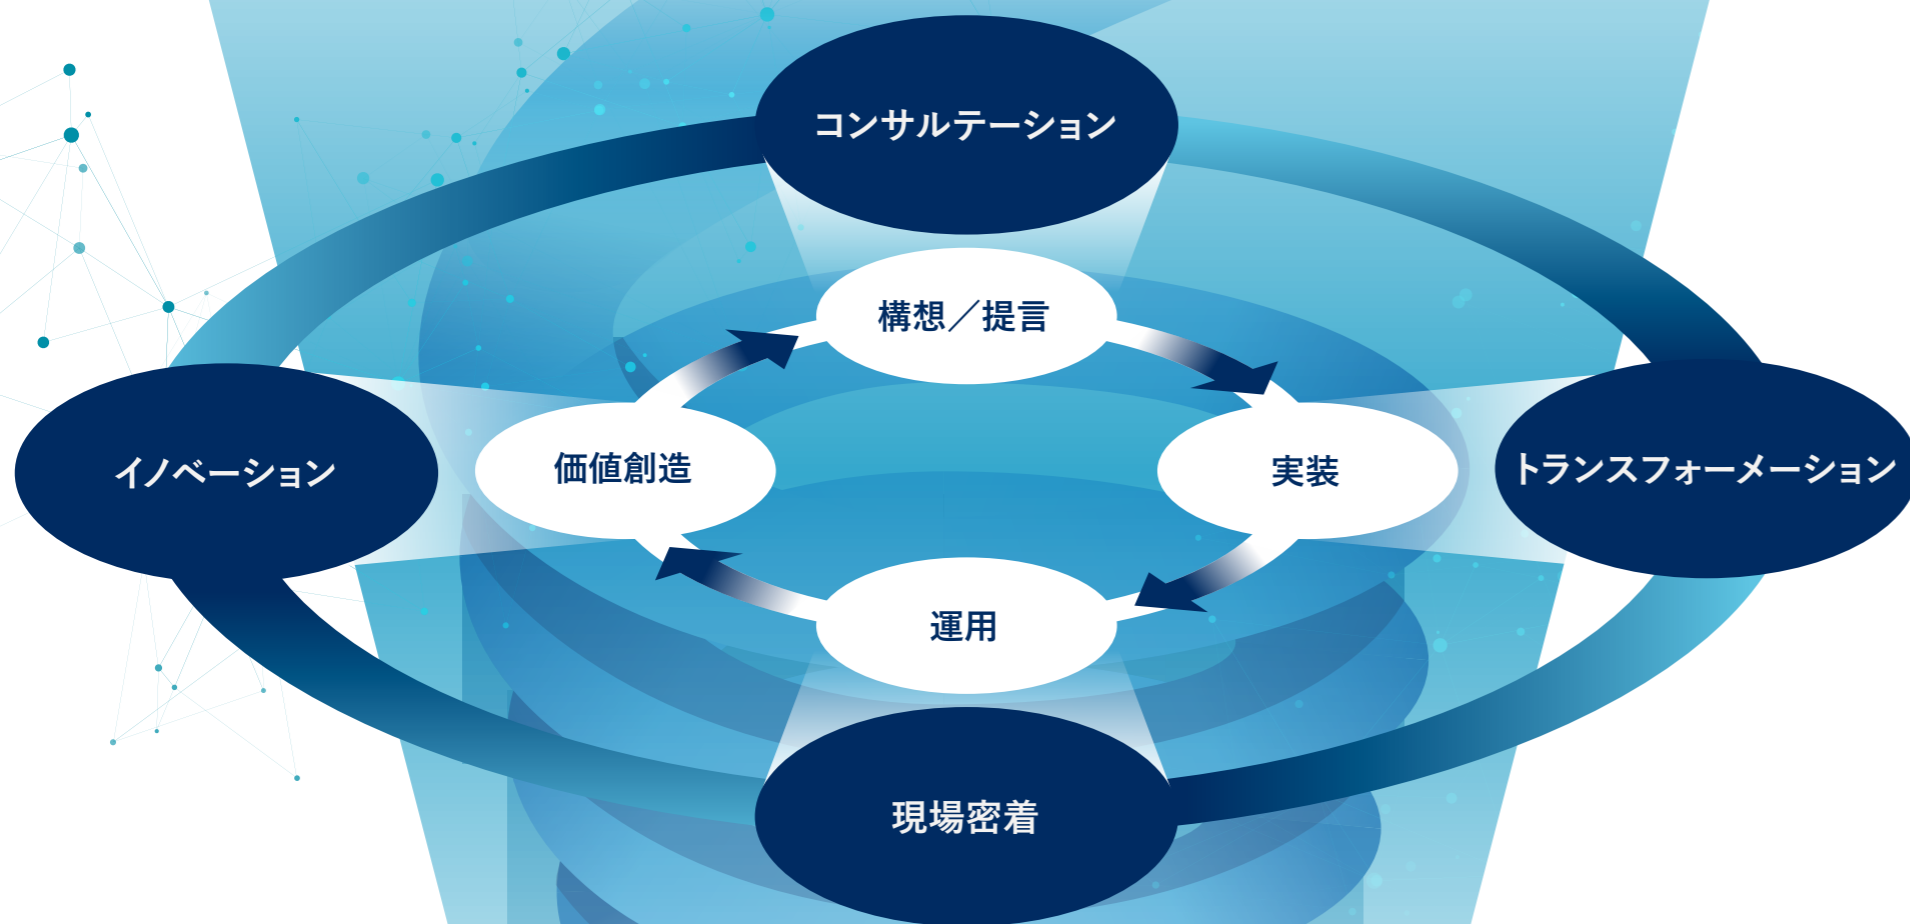 コンサルテーション
構想／提言
イノベーション
価値創造
実装
トランスフォーメーション
運用
現場密着